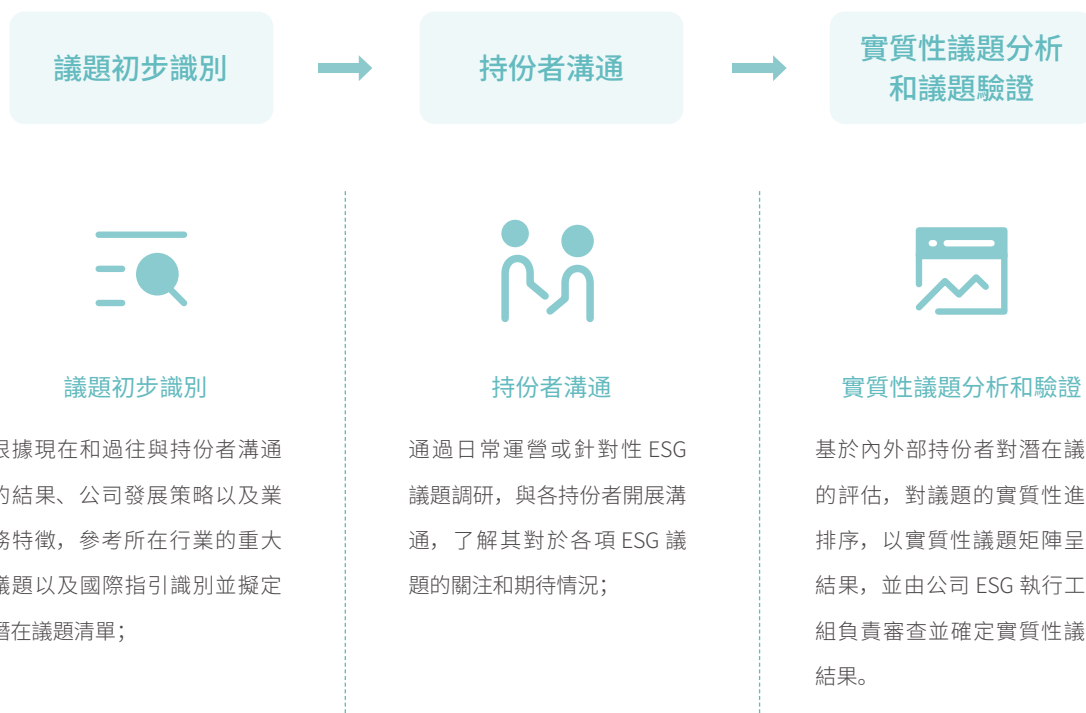 議題初步識別
持份者溝通
實質性議題分析
和議題驗證
議題初步識別
根據現在和過往與持份者溝通
的結果、公司發展策略以及業
務特徵，參考所在行業的重大
議題以及國際指引識別並擬定
潛在議題清單；
持份者溝通
通過日常運營或針對性 ESG
議題調研，與各持份者開展溝
通，了解其對於各項 ESG 議
題的關注和期待情況；
實質性議題分析和驗證
基於內外部持份者對潛在議
的評估，對議題的實質性進
排序，以實質性議題矩陣呈
結果，並由公司 ESG 執行工
組負責審查並確定實質性議
結果。